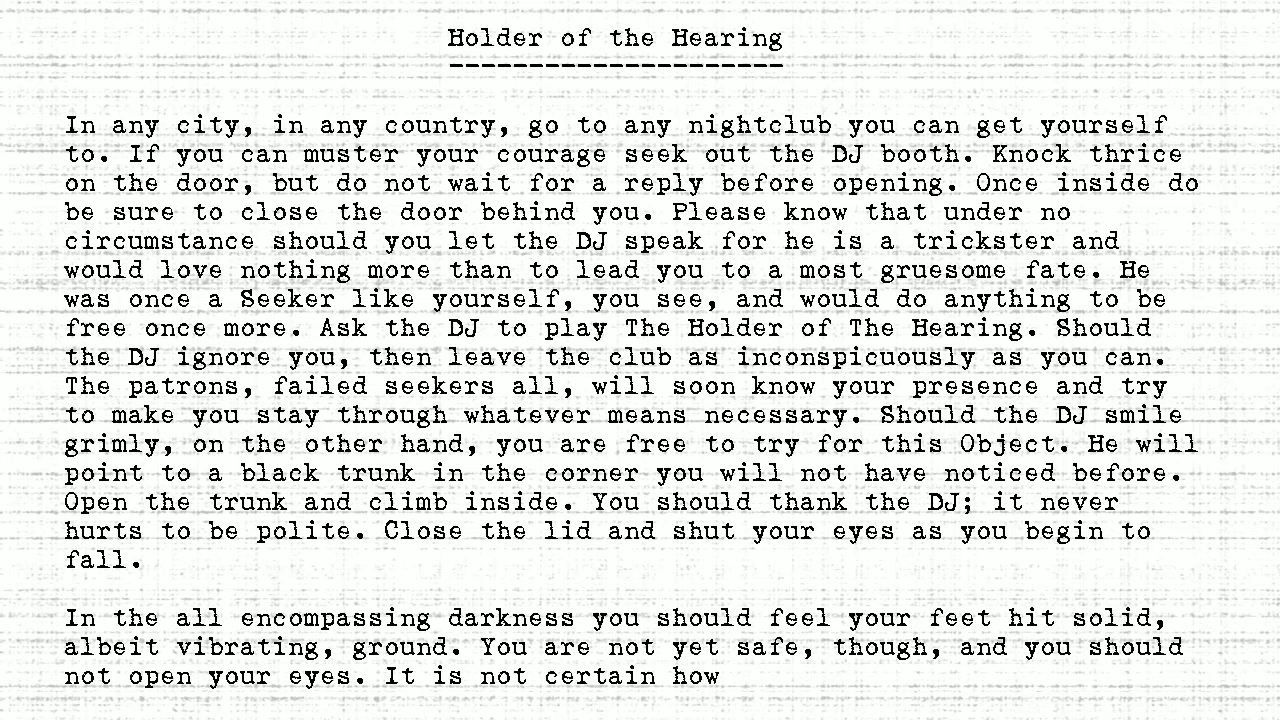 Holder of the Hearing
---------------------
In any city, in any country, go to any nightclub you can get yourself
to. If you can muster your courage seek out the DJ booth. Knock thrice
on the door, but do not wait for a reply before opening. Once inside do
be sure to close the door behind you. Please know that under no
circumstance should you let the DJ speak for he is a trickster and
would love nothing more than to lead you to a most gruesome fate. He
was once a Seeker like yourself, you see, and would do anything to be
free once more. Ask the DJ to play The Holder of The Hearing. Should
the DJ ignore you, then leave the club as inconspicuously as you can.
The patrons, failed seekers all, will soon know your presence and try
to make you stay through whatever means necessary. Should the DJ smile
grimly, on the other hand, you are free to try for this Object. He will
point to a black trunk in the corner you will not have noticed before.
Open the trunk and climb inside. You should thank the DJ; it never
hurts to be polite. Close the lid and shut your eyes as you begin to
fall.
In the all encompassing darkness you should feel your feet hit solid,
albeit vibrating, ground. You are not yet safe, though, and you should
not open your eyes. It is not certain how